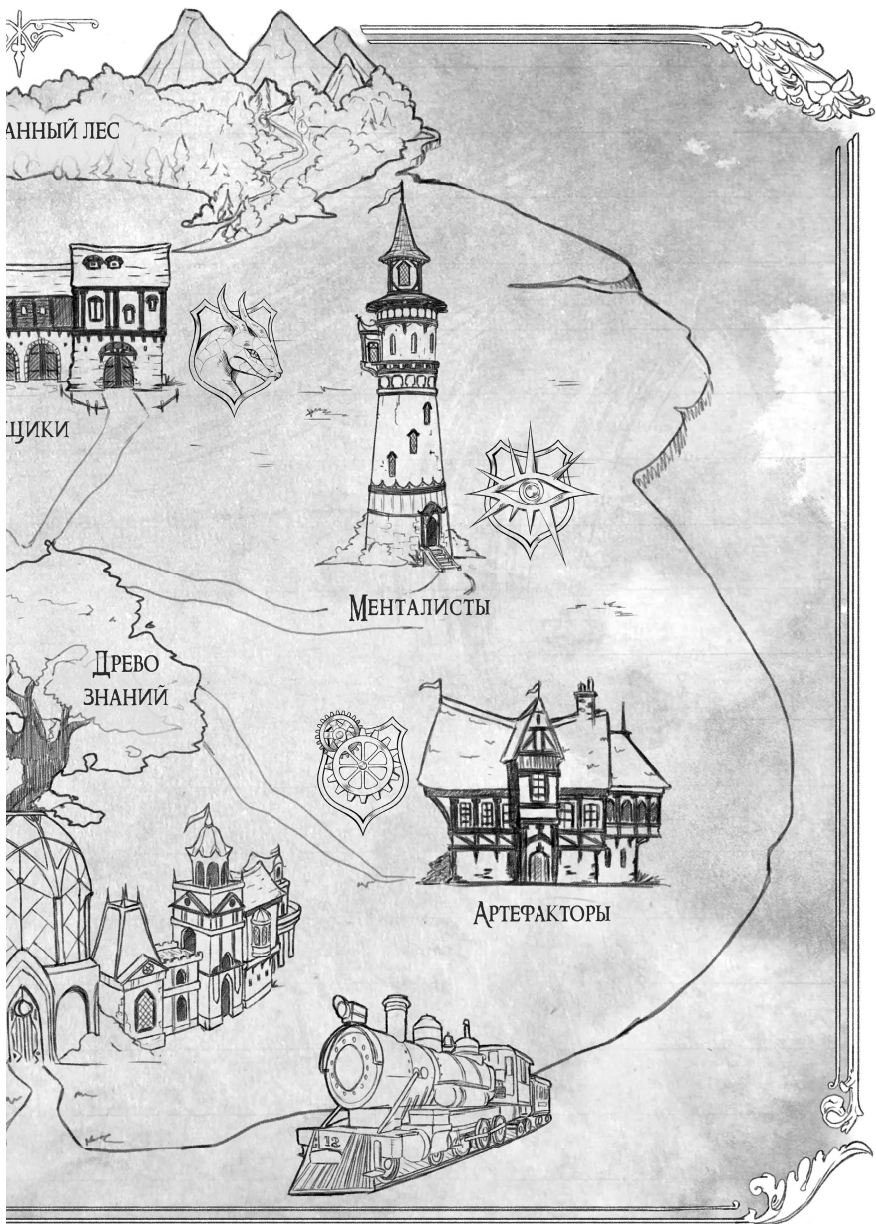 АННЫЙ ЛЕС
ЩИКИ
МЕНТАЛИСТЫ
ДРЕВО
ЗНАНИЙ
АРТЕФАКТОРЫ
12